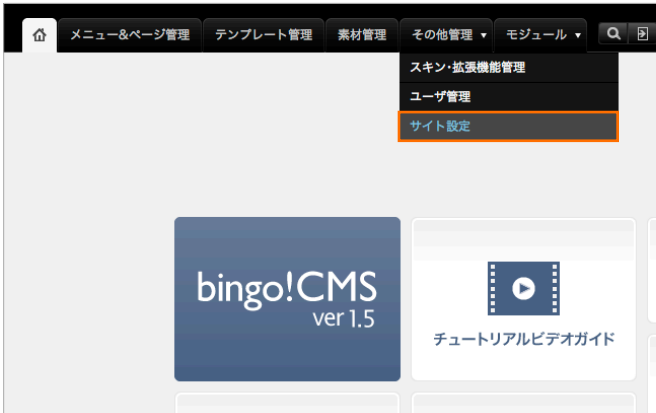 メニュー&ページ管理 テンプレート管理 素材管理 その他管理 ▼ モジュール ▼
スキン・拡張機能管理
ユーザ管理
サイト設定
bingo!CMS
ver 1.5
チュートリアルビデオガイド